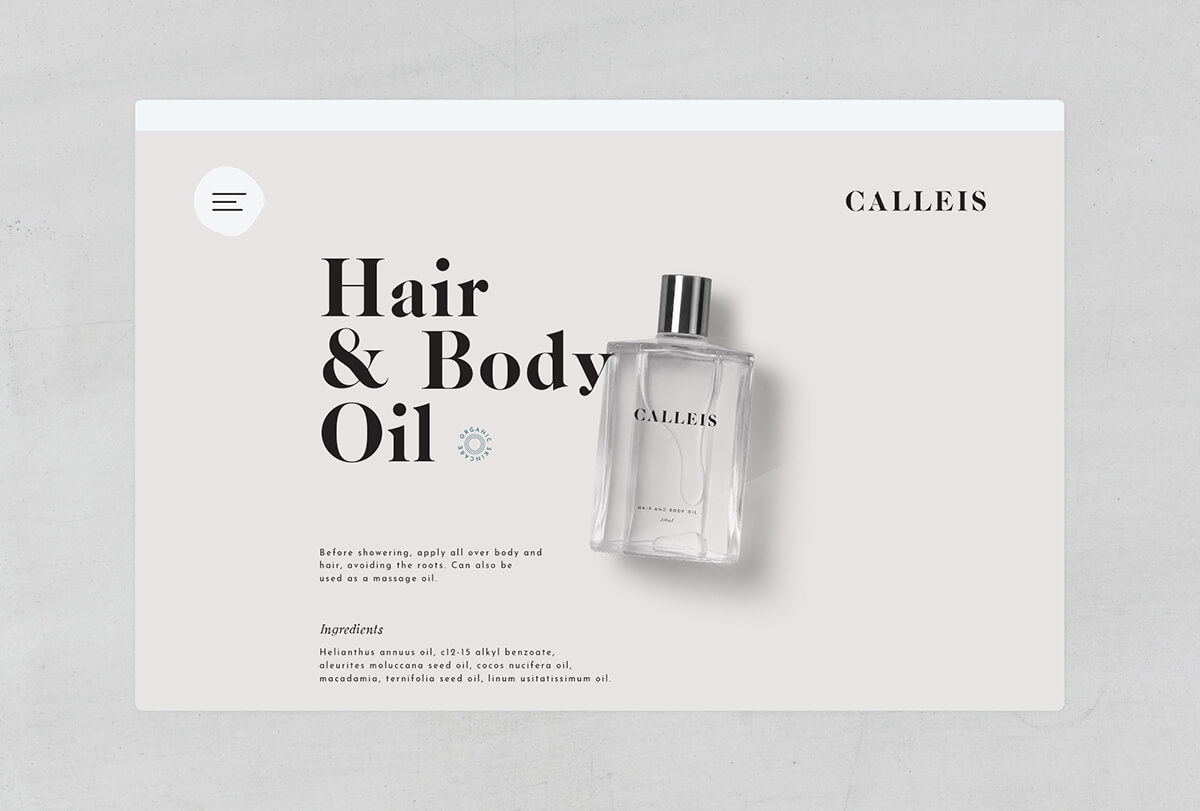 CALLEIS
Hair
& Body
Oil
ORGANIC SKINCARE
CALLEIS
HAIR AND BODY OIL
200ml
Before showering, apply all over body and
hair, avoiding the roots. Can also be
used as a massage oil.
Ingredients
Helianthus annuus oil, c12-15 alkyl benzoate,
aleurites moluccana seed oil, cocos nucifera oil,
macadamia, ternifolia seed oil, linum usitatissimum oil.